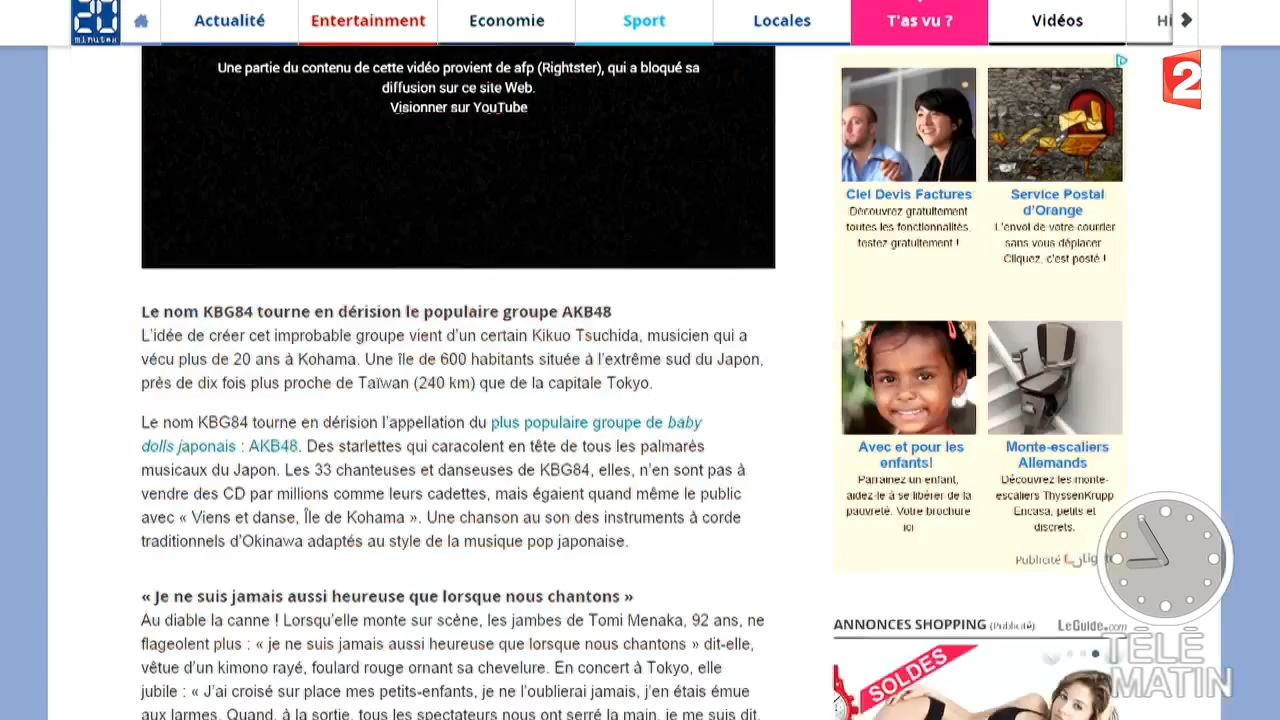 20
minutes
Actualité
Entertainment
Economie
Sport
Locales
T'as vu ?
Vidéos
Hi
2
Une partie du contenu de cette vidéo provient de afp (Rightster), qui a bloqué sa
diffusion sur ce site Web.
Visionner sur YouTube
Le nom KBG84 tourne en dérision le populaire groupe AKB48
L'idée de créer cet improbable groupe vient d'un certain Kikuo Tsuchida, musicien qui a
vécu plus de 20 ans à Kohama. Une île de 600 habitants située à l'extrême sud du Japon,
près de dix fois plus proche de Taïwan (240 km) que de la capitale Tokyo.
Le nom KBG84 tourne en dérision l'appellation du plus populaire groupe de baby
dolls japonais : AKB48. Des starlettes qui caracolent en tête de tous les palmarès
musicaux du Japon. Les 33 chanteuses et danseuses de KBG84, elles, n'en sont pas à
vendre des CD par millions comme leurs cadettes, mais égaient quand même le public
avec « Viens et danse, Île de Kohama ». Une chanson au son des instruments à corde
traditionnels d'Okinawa adaptés au style de la musique pop japonaise.
« Je ne suis jamais aussi heureuse que lorsque nous chantons »
Au diable la canne ! Lorsqu'elle monte sur scène, les jambes de Tomi Menaka, 92 ans, ne
flageolent plus : « je ne suis jamais aussi heureuse que lorsque nous chantons » dit-elle,
vêtue d'un kimono rayé, foulard rouge ornant sa chevelure. En concert à Tokyo, elle
jubile : « J'ai croisé sur place mes petits-enfants, je ne l'oublierai jamais, j'en étais émue
aux larmes. Quand, à la sortie, tous les spectateurs nous ont serré la main, je me suis dit,
Ciel Devis Factures
Découvrez gratuitement
toutes les fonctionnalités,
testez gratuitement !
Service Postal
d'Orange
L'envoi de votre courrier
sans vous déplacer
Cliquez, c'est posté !
Avec et pour les
enfants!
Parrainez un enfant,
aidez-le à se libérer de la
pauvreté. Votre brochure
ici
Monte-escaliers
Allemands
Découvrez les monte-
escaliers ThyssenKrupp
Encasa, petits et
discrets.
Publicité Lig
ANNONCES SHOPPING (Publicité)
LeGuide.com
SOLDES
TÉLÉ
MATIN